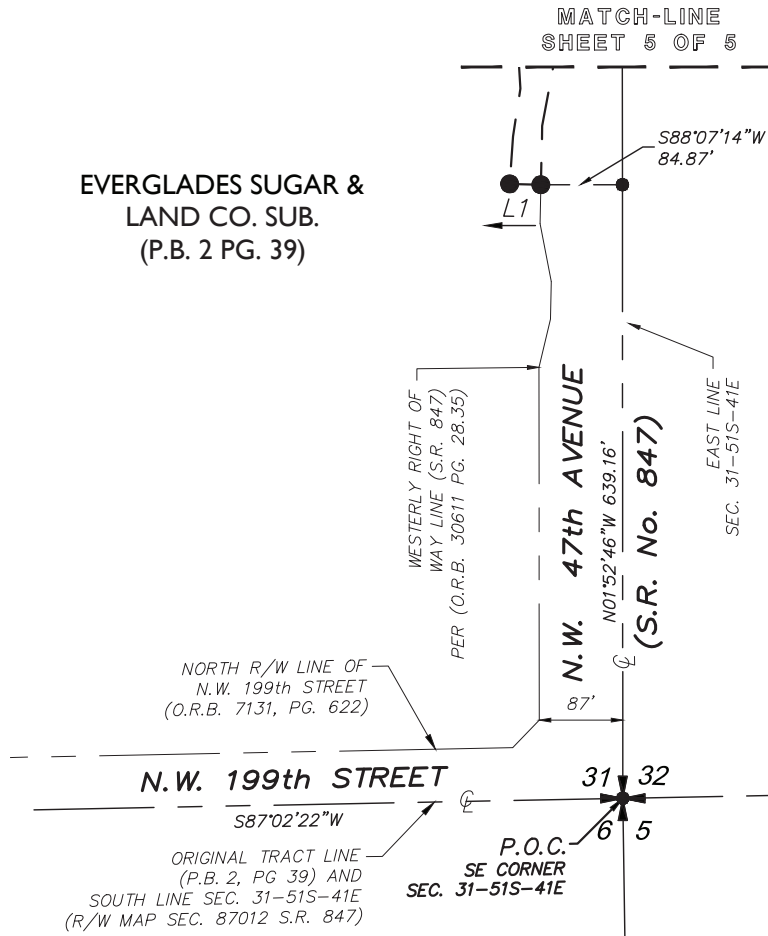 MATCH-LINE
SHEET 5 OF 5
S88°07'14"W
84.87'
EVERGLADES SUGAR &
LAND CO. SUB.
(P.B. 2 PG. 39)
L1
WESTERLY RIGHT OF
WAY LINE (S.R. 847)
PER (O.R.B. 30611 PG. 28.35)
N.W. 47th AVENUE
N01°52'46"W 639.16'
(S.R. No. 847)
EAST LINE
SEC. 31-51S-41E
NORTH R/W LINE OF
N.W. 199th STREET
(O.R.B. 7131, PG. 622)
87'
N.W. 199th STREET
S87°02'22"W
31 32
6 5
P.O.C.
SE CORNER
SEC. 31-51S-41E
ORIGINAL TRACT LINE
(P.B. 2, PG 39) AND
SOUTH LINE SEC. 31-51S-41E
(R/W MAP SEC. 87012 S.R. 847)